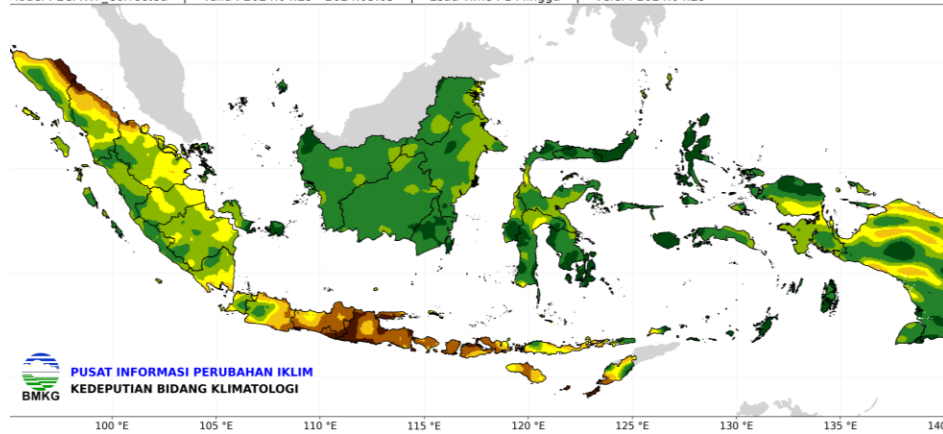 PUSAT INFORMASI PERUBAHAN IKLIM
KEDEPUTIAN BIDANG KLIMATOLOGI
BMKG
100 °E 105 °E 110 °E 115 °E 120 °E 125 °E 130 °E 135 °E